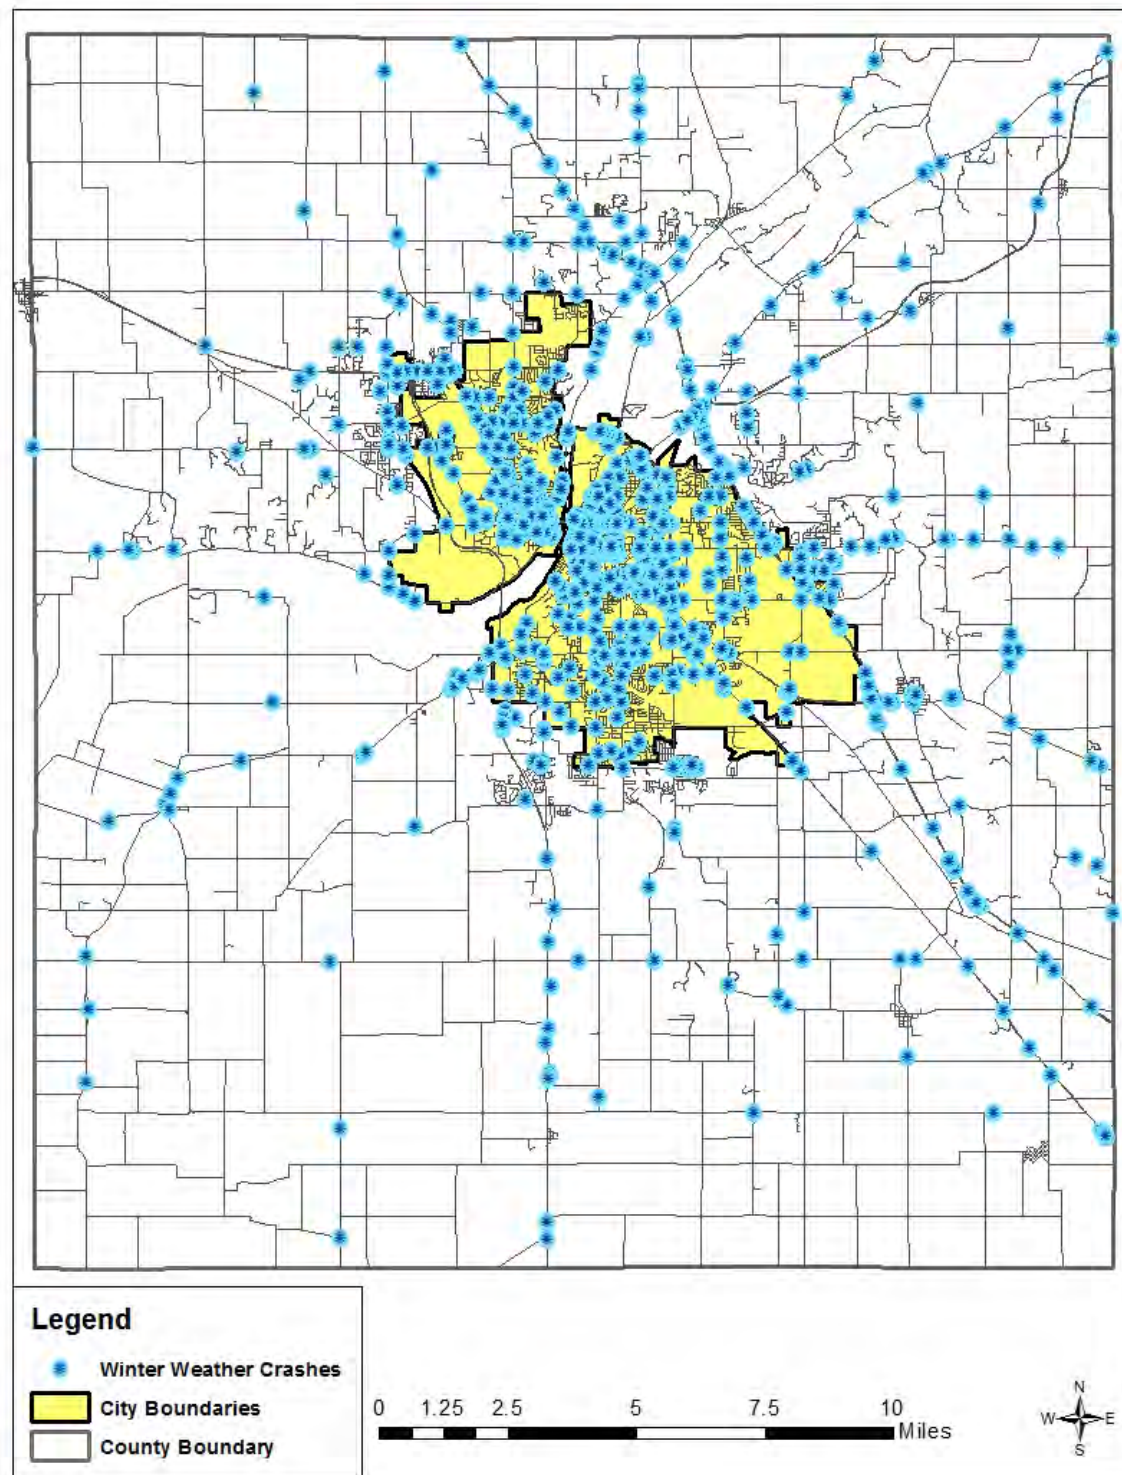 Legend
Winter Weather Crashes
City Boundaries
County Boundary
0 1.25 2.5 5 7.5 10
Miles
N
W E
S